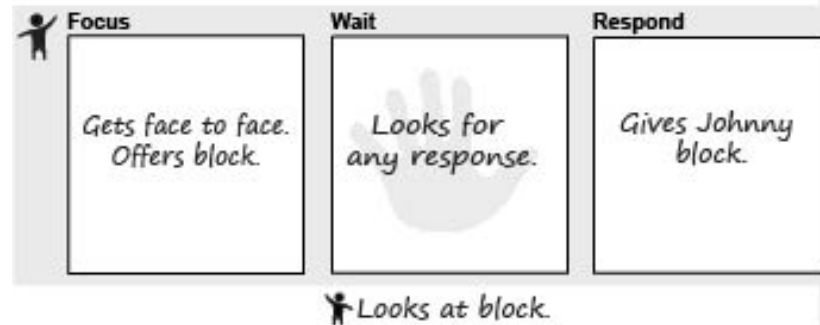 Focus
Gets face to face.
Offers block.
Wait
Looks for
any response.
Respond
Gives Johnny
block.
Looks at block.